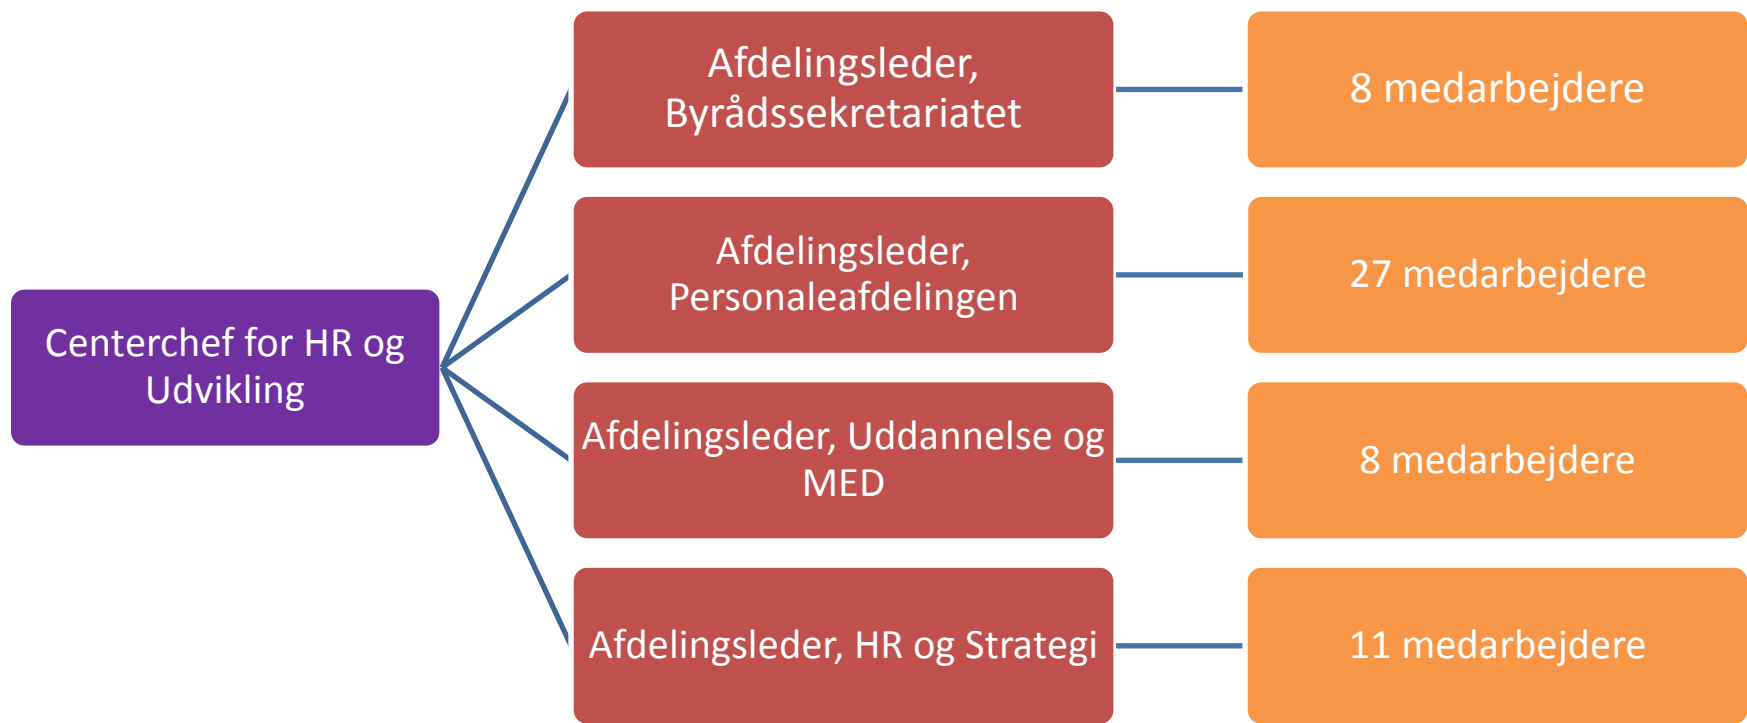 Centerchef for HR og
Udvikling
Afdelingsleder,
Byrådssekretariatet
8 medarbejdere
Afdelingsleder,
Personaleafdelingen
27 medarbejdere
Afdelingsleder, Uddannelse og
MED
8 medarbejdere
Afdelingsleder, HR og Strategi
11 medarbejdere